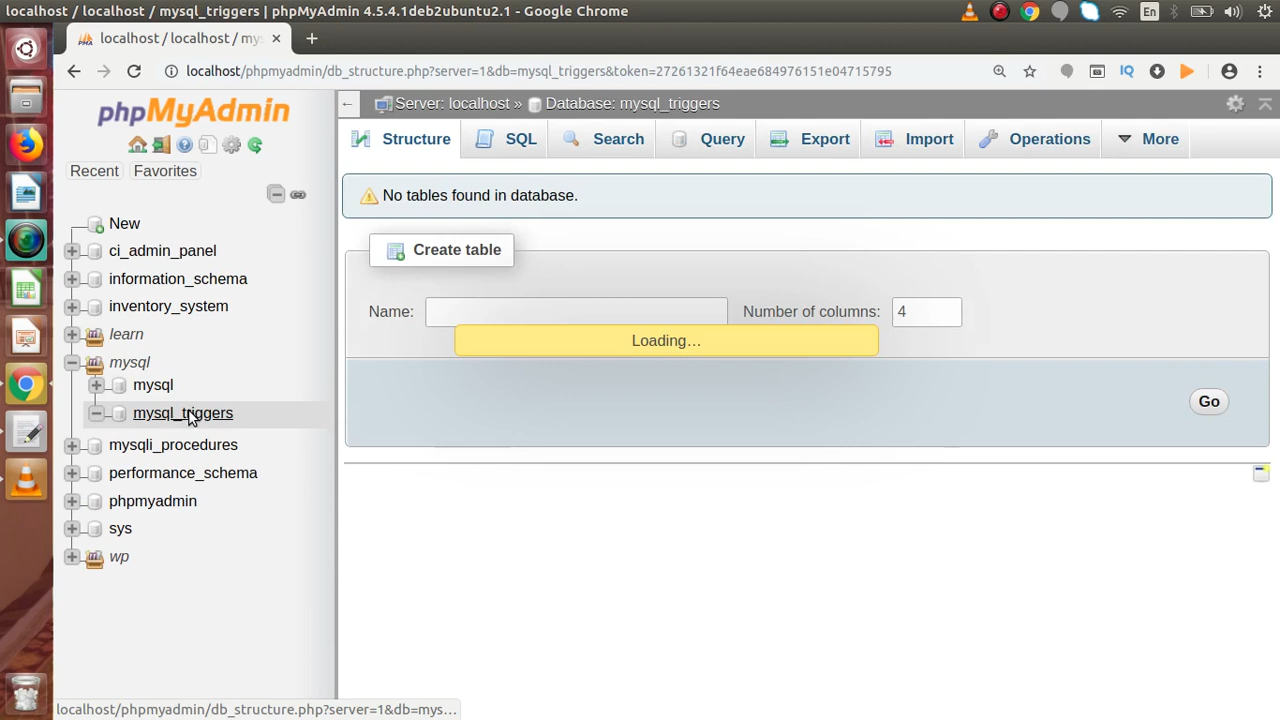 localhost / localhost / mysql_triggers | phpMyAdmin 4.5.4.1deb2ubuntu2.1 - Google Chrome
En
localhost / localhost / mys
localhost/phpmyadmin/db_structure.php?server=1&db=mysql_triggers&token=27261321f64eae684976151e04715795
IQ
phpMyAdmin
Recent
Favorites
New
ci_admin_panel
information_schema
inventory_system
learn
mysql
mysql
mysql_triggers
mysqli_procedures
performance_schema
phpmyadmin
sys
wp
Server: localhost » Database: mysql_triggers
Structure
SQL
Search
Query
Export
Import
Operations
More
No tables found in database.
Create table
Name:
Number of columns: 4
Loading…
Go
localhost/phpmyadmin/db_structure.php?server=1&db=mys…